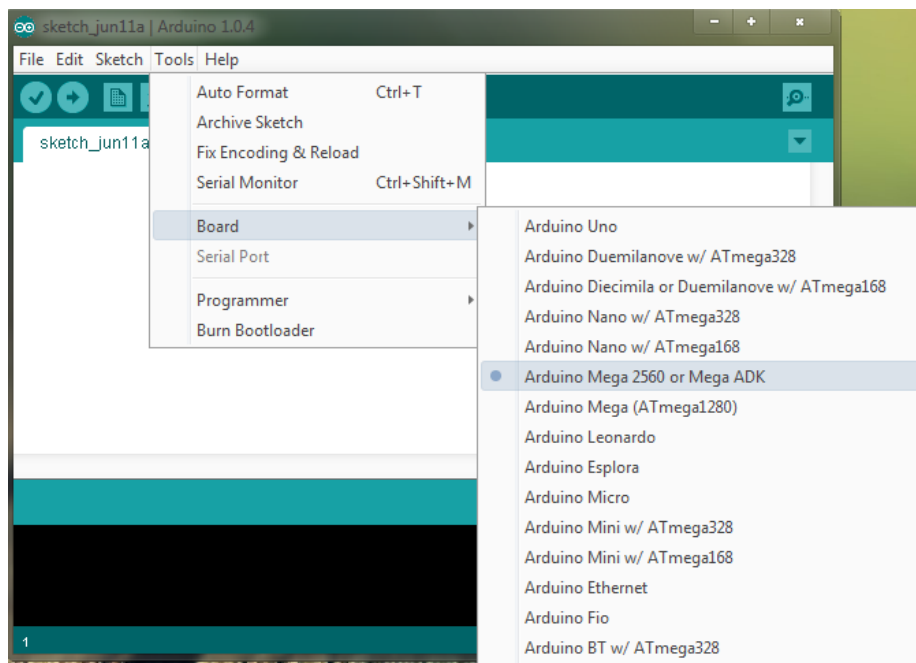 sketch_jun11a | Arduino 1.0.4
File Edit Sketch Tools Help
sketch_jun11a
Auto Format Ctrl+T
Archive Sketch
Fix Encoding & Reload
Serial Monitor Ctrl+Shift+M
Board
Serial Port
Programmer
Burn Bootloader
Arduino Uno
Arduino Duemilanove w/ ATmega328
Arduino Diecimila or Duemilanove w/ ATmega168
Arduino Nano w/ ATmega328
Arduino Nano w/ ATmega168
Arduino Mega 2560 or Mega ADK
Arduino Mega (ATmega1280)
Arduino Leonardo
Arduino Esplora
Arduino Micro
Arduino Mini w/ ATmega328
Arduino Mini w/ ATmega168
Arduino Ethernet
Arduino Fio
Arduino BT w/ ATmega328
1